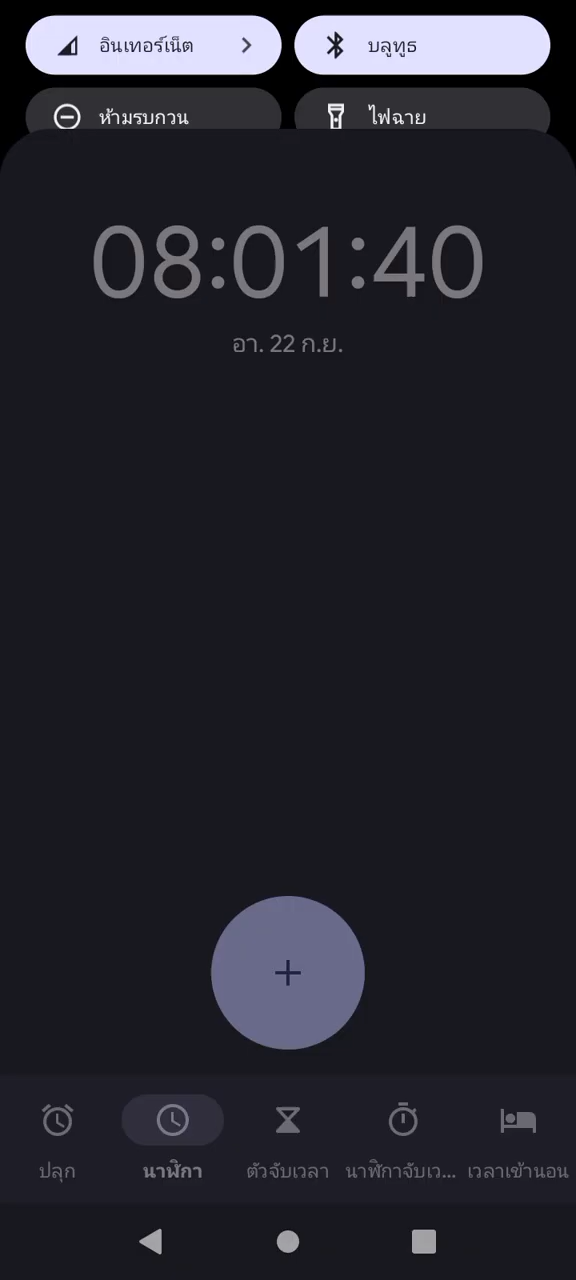 อินเทอร์เน็ต
บลูทูธ
ห้ามรบกวน
ไฟฉาย
08:01:40
อา. 22 ก.ย.
ปลุก
นาฬิกา
ตัวจับเวลา
นาฬิกาจับเว...
เวลาเข้านอน